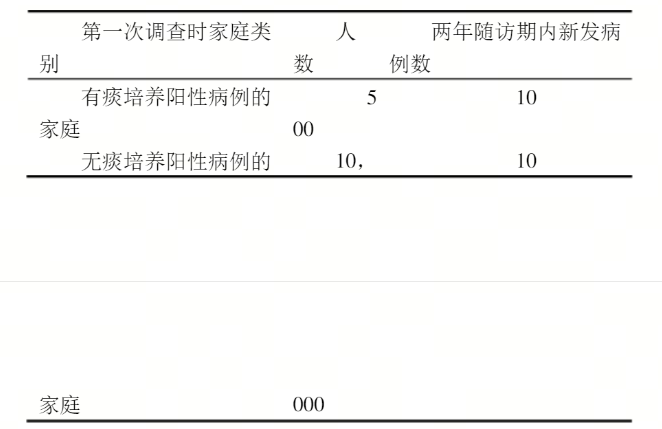 第一次调查时家庭类 人 两年随访期内新发病
别 数 例数
有痰培养阳性病例的 5 10
家庭 00
无痰培养阳性病例的 10, 10
家庭 000